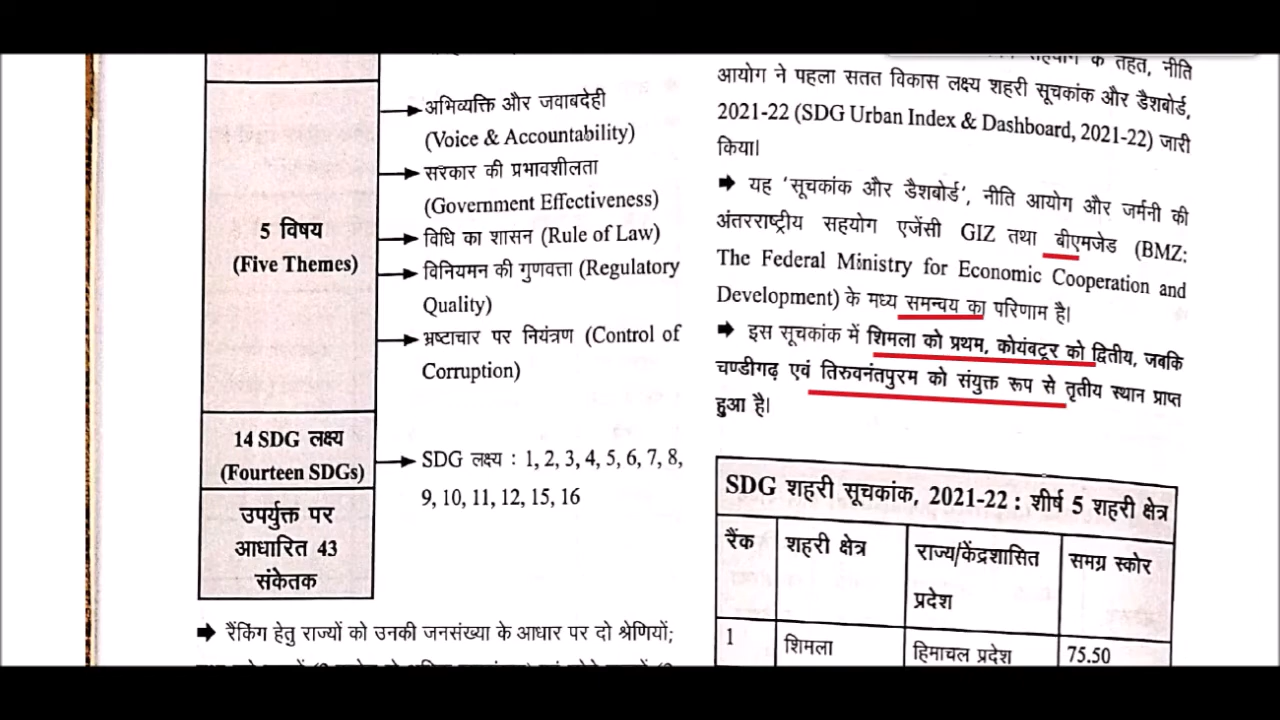 5 विषय
(Five Themes)
14 SDG लक्ष्य
(Fourteen SDGs)
उपर्युक्त पर
आधारित 43
संकेतक
अभिव्यक्ति और जवाबदेही
(Voice & Accountability)
सरकार की प्रभावशीलता
(Government Effectiveness)
विधि का शासन (Rule of Law)
विनियमन की गुणवत्ता (Regulatory
Quality)
भ्रष्टाचार पर नियंत्रण (Control of
Corruption)
SDG लक्ष्य : 1, 2, 3, 4, 5, 6, 7, 8,
9, 10, 11, 12, 15, 16
रैंकिंग हेतु राज्यों को उनकी जनसंख्या के आधार पर दो श्रेणियों;
के तहत, नीति
आयोग ने पहला सतत विकास लक्ष्य शहरी सूचकांक और डैशबोर्ड,
2021-22 (SDG Urban Index & Dashboard, 2021-22) जारी
किया।
यह 'सूचकांक और डैशबोर्ड', नीति आयोग और जर्मनी की
अंतरराष्ट्रीय सहयोग एजेंसी GIZ तथा बीएमजेड (BMZ:
The Federal Ministry for Economic Cooperation and
Development) के मध्य समन्वय का परिणाम है।
इस सूचकांक में शिमला को प्रथम, कोयंबटूर को द्वितीय, जबकि
चण्डीगढ़ एवं तिरुवनंतपुरम को संयुक्त रूप से तृतीय स्थान प्राप्त
हुआ है।
SDG शहरी सूचकांक, 2021-22 : शीर्ष 5 शहरी क्षेत्र
रैंक शहरी क्षेत्र राज्य/केंद्रशासित समग्र स्कोर
प्रदेश
1 शिमला हिमाचल प्रदेश 75.50